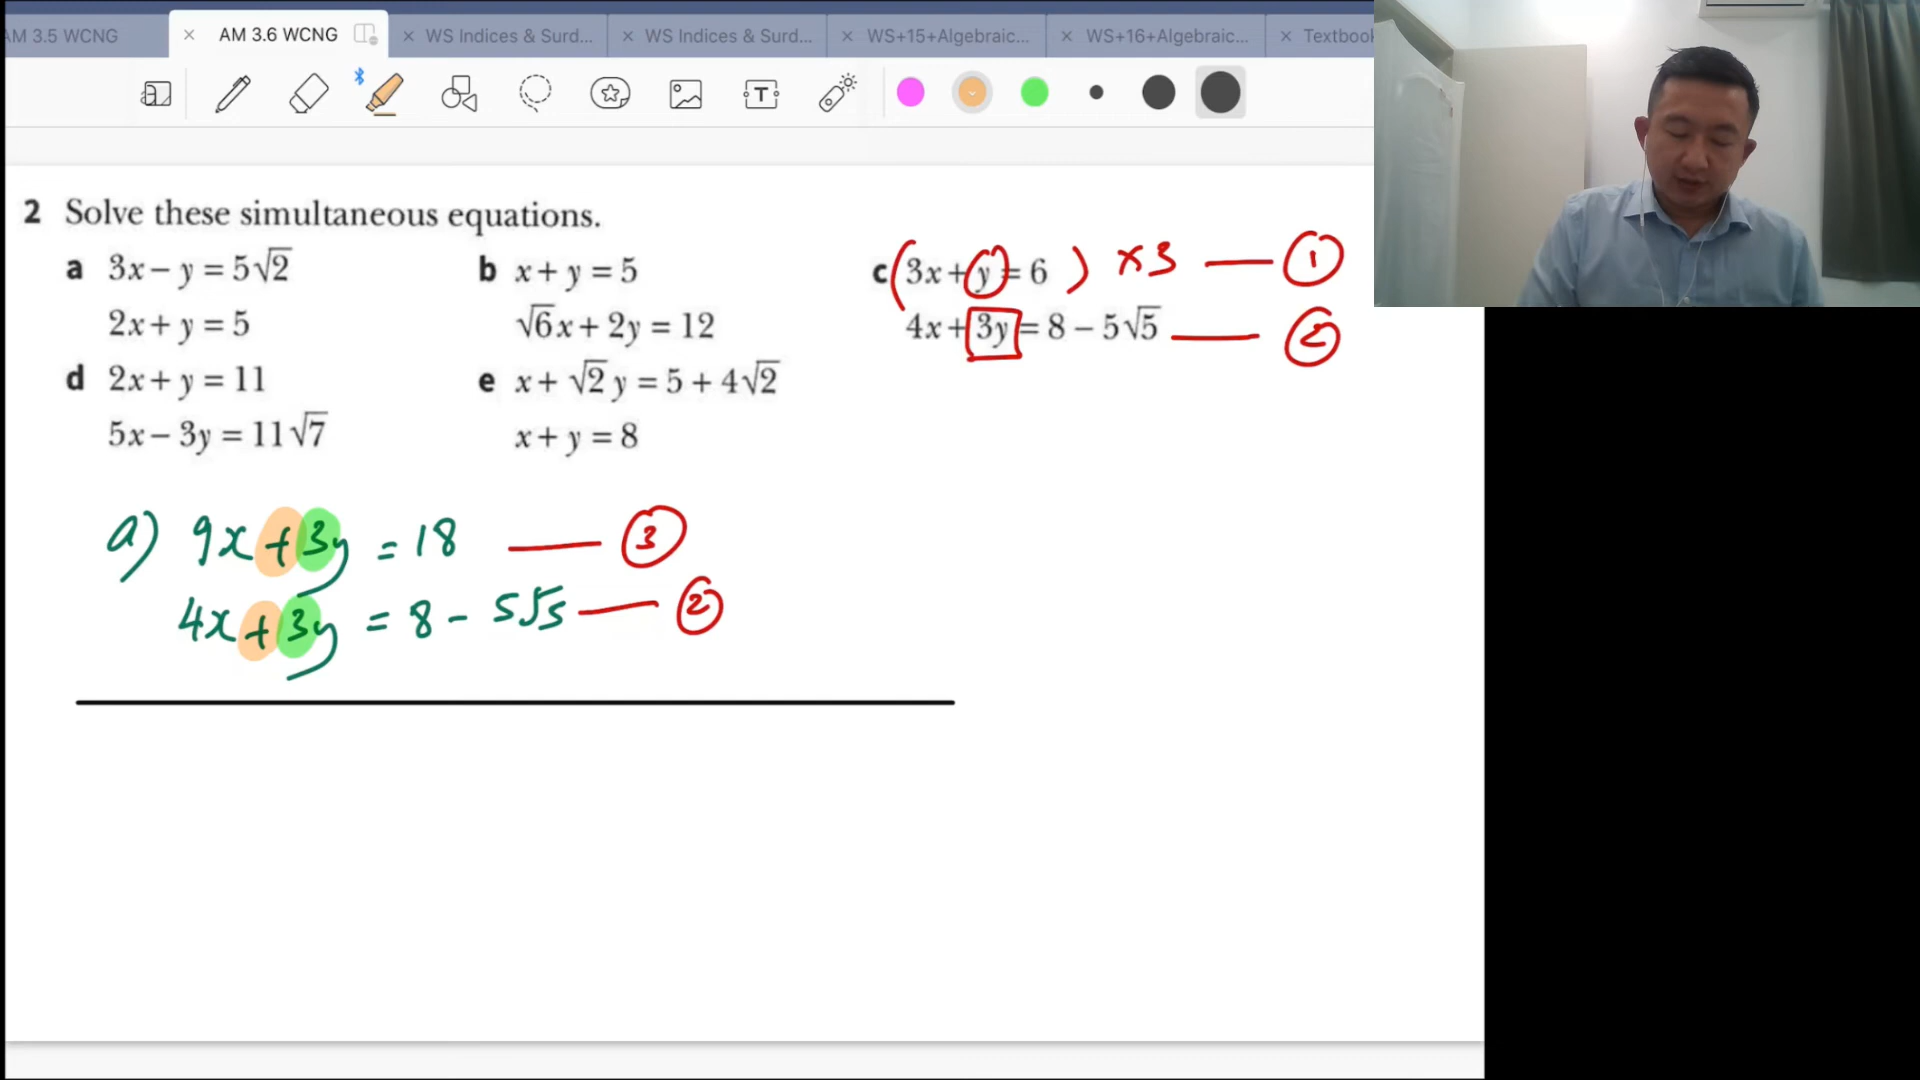 AM 3.5 WCNG
AM 3.6 WCNG
WS Indices & Surd...
WS Indices & Surd...
WS+15+Algebraic...
WS+16+Algebraic...
Textbook
2 Solve these simultaneous equations.
a 3x − y = 5√2
2x + y = 5
b x + y = 5
√6x + 2y = 12
c (3x + y = 6) ×3 — ①
4x + 3y = 8 − 5√5 — ②
d 2x + y = 11
5x − 3y = 11√7
e x + √2 y = 5 + 4√2
x + y = 8
a) 9x + 3y = 18 — ③
4x + 3y = 8 - 5√5 — ②